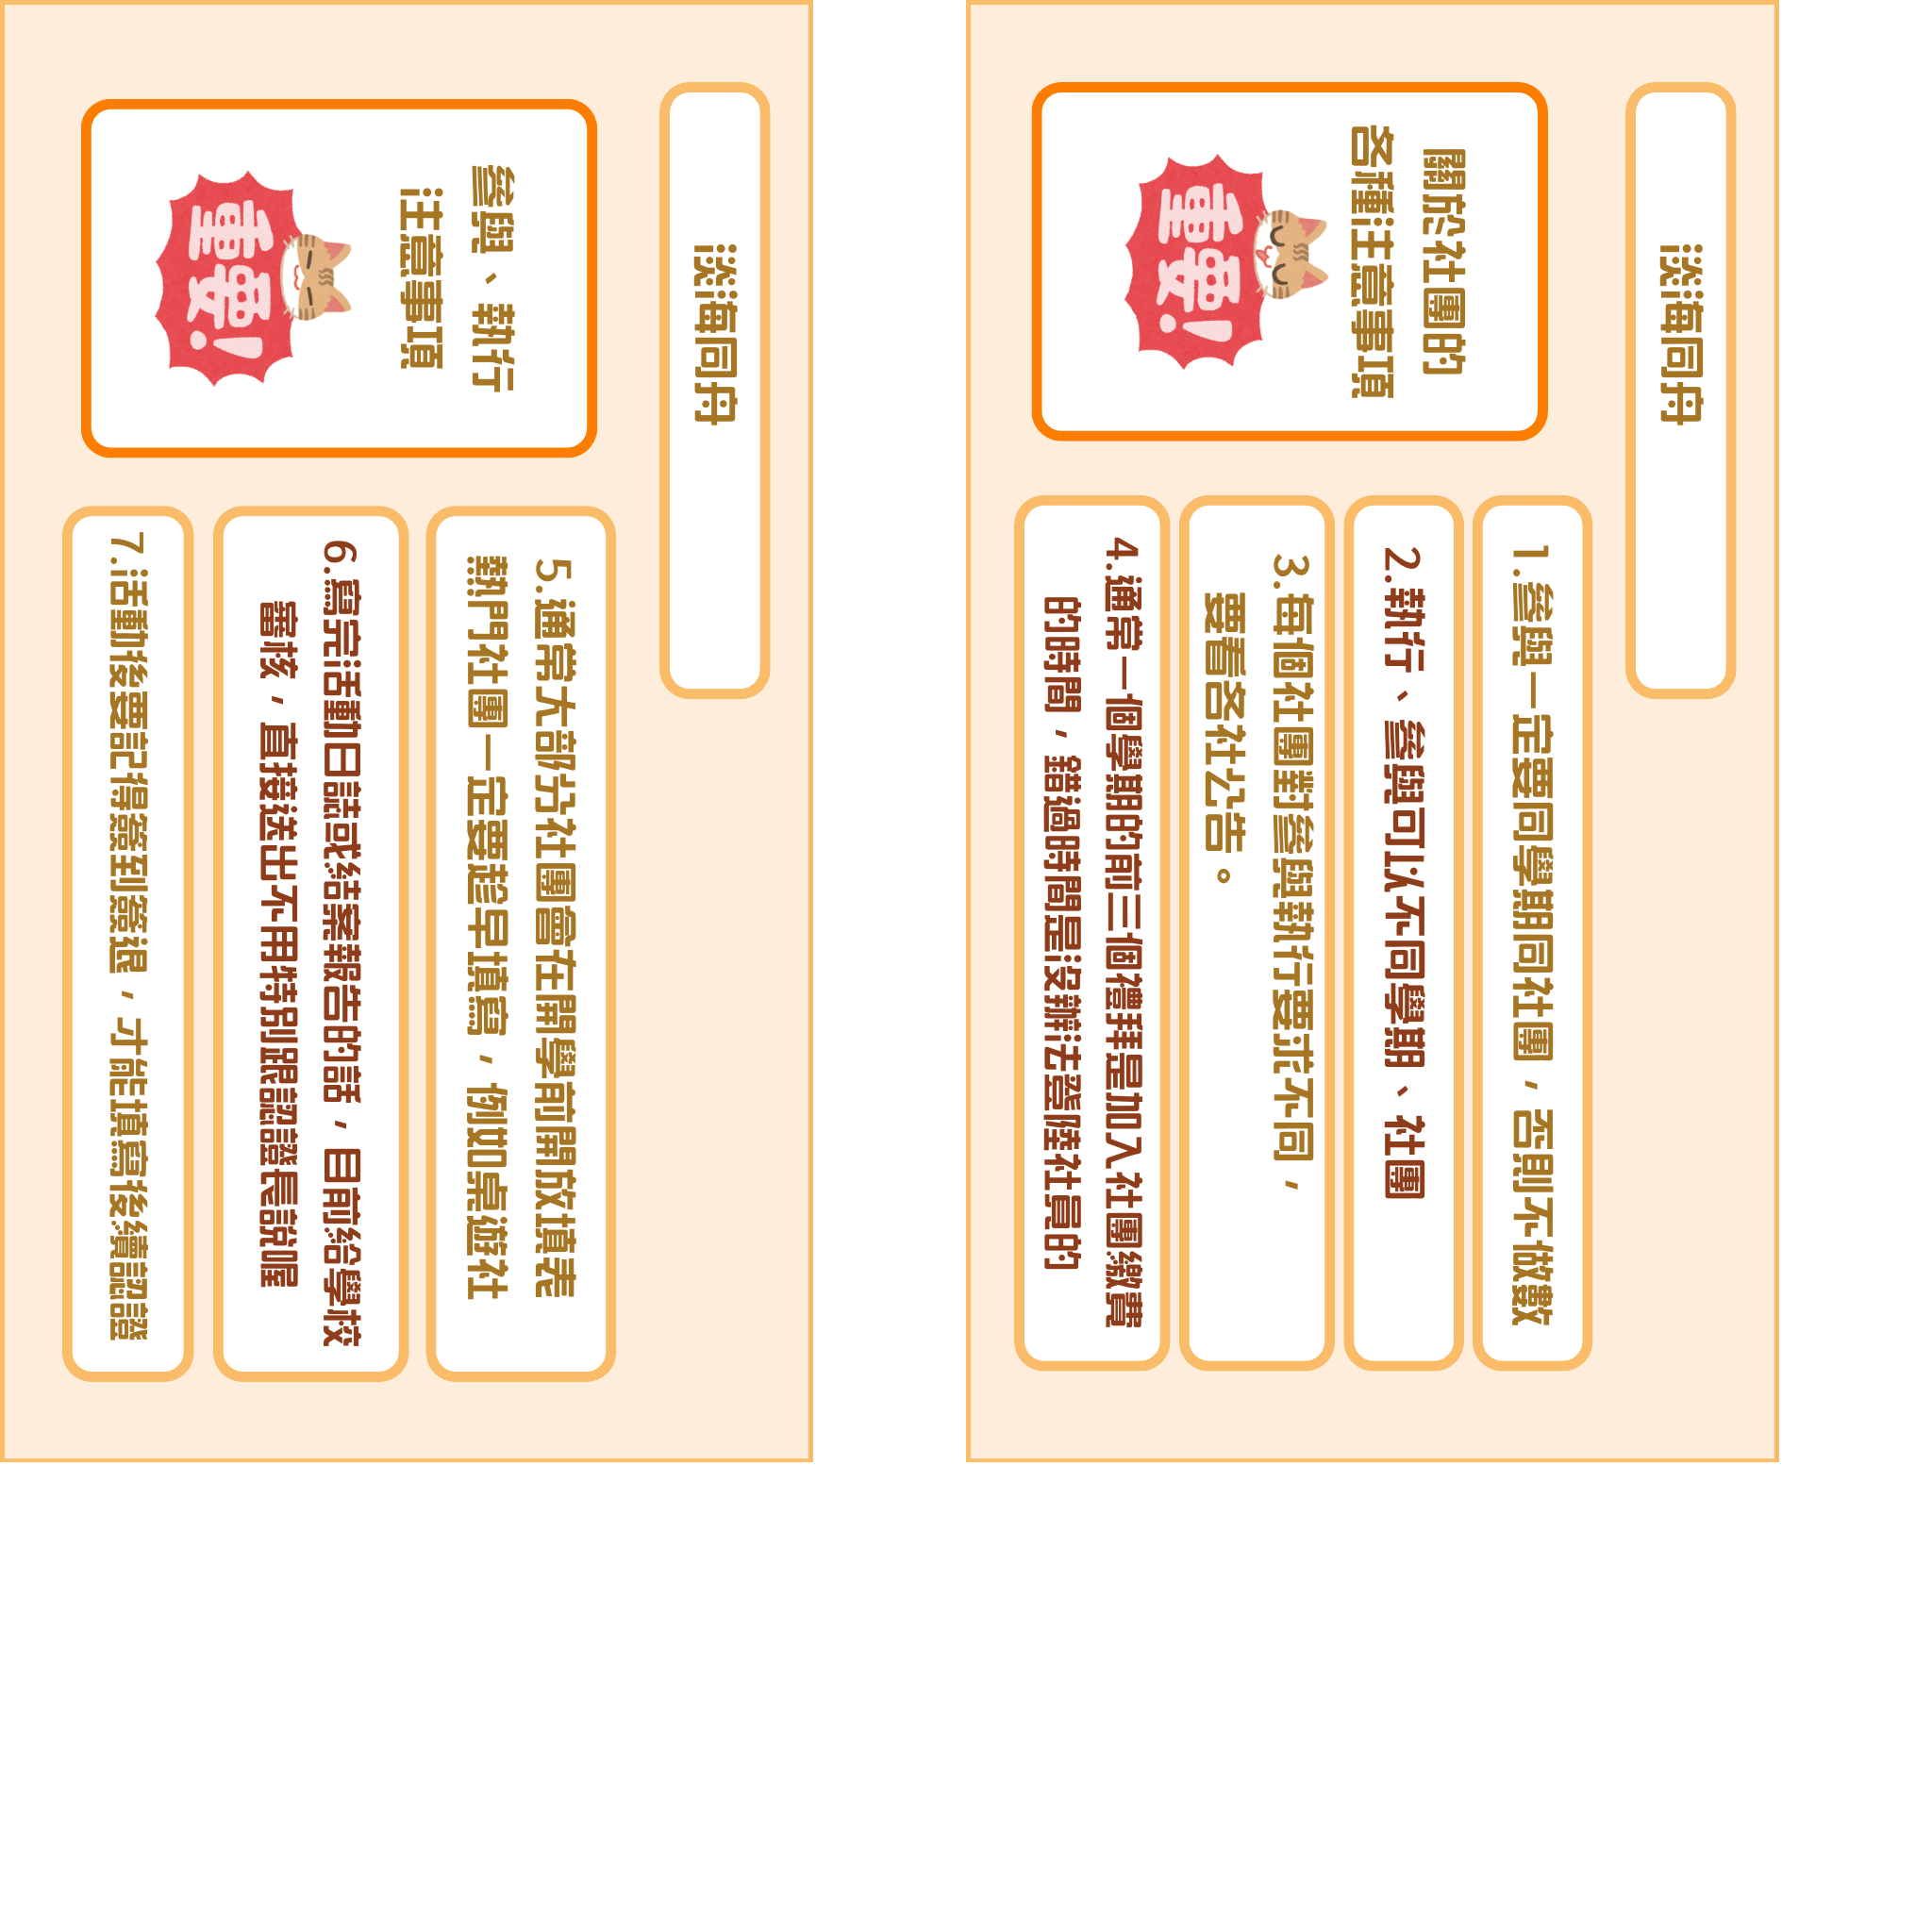 淡海同舟
關於社團的
各種注意事項
重要!
1.參與一定要同學期同社團，否則不做數
2.執行、參與可以不同學期、社團
3.每個社團對參與執行要求不同，
要看各社公告。
4.通常一個學期的前三個禮拜是加入社團繳費
的時間，錯過時間是沒辦法登陸社員的
淡海同舟
參與、執行
注意事項
重要!
5.通常大部分社團會在開學前開放填表
熱門社團一定要趁早填寫，例如桌遊社
6.寫完活動日誌或結案報告的話，目前給學校
審核，直接送出不用特別跟認證長說喔
7.活動後要記得簽到簽退，才能填寫後續認證